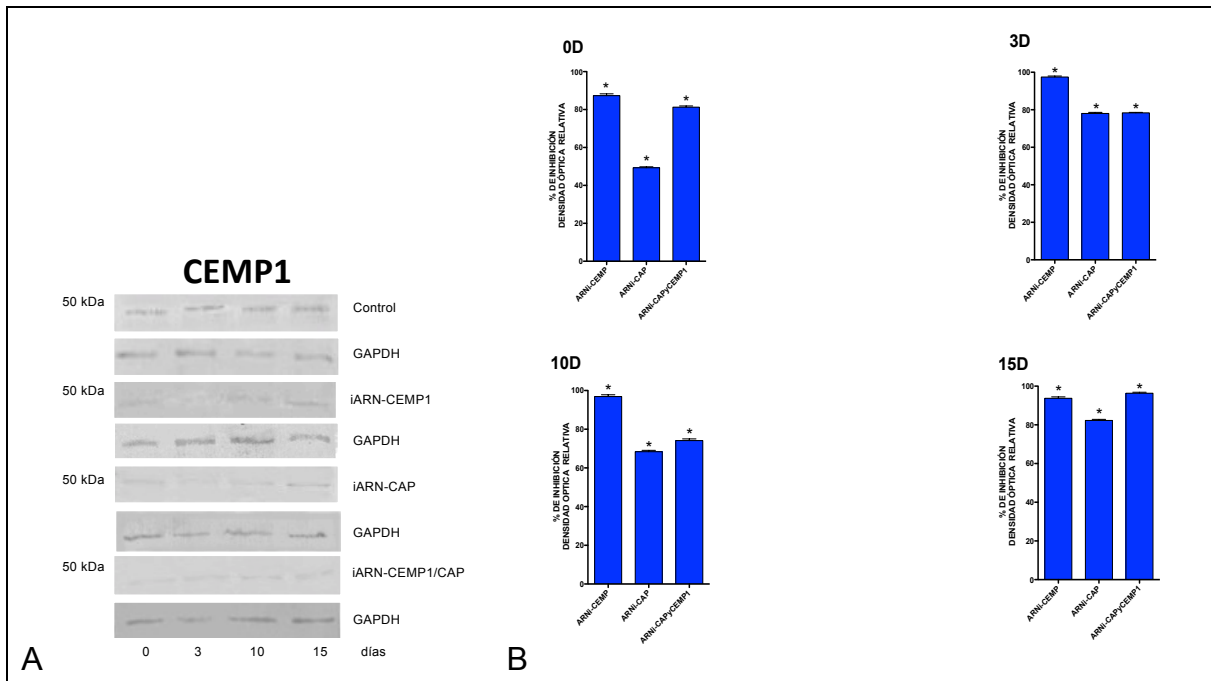 CEMP1
50 kDa
Control
GAPDH
50 kDa
iARN-CEMP1
GAPDH
50 kDa
iARN-CAP
GAPDH
50 kDa
iARN-CEMP1/CAP
GAPDH
0 3 10 15 días
A
0D
% DE INHIBICIÓN
DENSIDAD ÓPTICA RELATIVA
100
80
60
40
20
0
* * *
ARNi-CEMP
ARNi-CAP
ARNi-CAPyCEMP1
3D
% DE INHIBICIÓN
DENSIDAD ÓPTICA RELATIVA
100
80
60
40
20
0
* * *
ARNi-CEMP
ARNi-CAP
ARNi-CAPyCEMP1
10D
% DE INHIBICIÓN
DENSIDAD ÓPTICA RELATIVA
100
80
60
40
20
0
* * *
ARNi-CEMP
ARNi-CAP
ARNi-CAPyCEMP1
15D
% DE INHIBICIÓN
DENSIDAD ÓPTICA RELATIVA
100
80
60
40
20
0
* * *
ARNi-CEMP
ARNi-CAP
ARNi-CAPyCEMP1
B